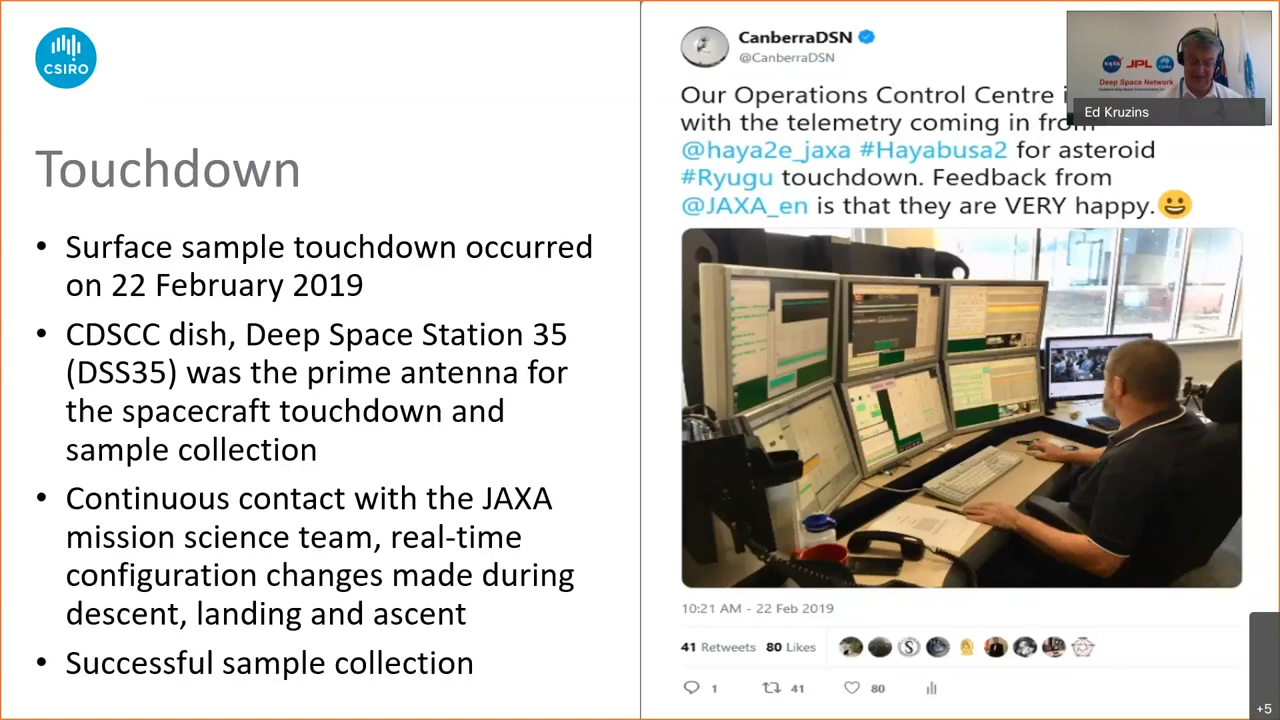 CSIRO
Touchdown
• Surface sample touchdown occurred
on 22 February 2019
• CDSCC dish, Deep Space Station 35
(DSS35) was the prime antenna for
the spacecraft touchdown and
sample collection
• Continuous contact with the JAXA
mission science team, real-time
configuration changes made during
descent, landing and ascent
• Successful sample collection
CanberraDSN
@CanberraDSN
Our Operations Control Centre
with the telemetry coming in from
@haya2e_jaxa #Hayabusa2 for asteroid
#Ryugu touchdown. Feedback from
@JAXA_en is that they are VERY happy.
10:21 AM - 22 Feb 2019
41 Retweets 80 Likes
1 41 80
NASA JPL CSIRO
Deep Space Network
Ed Kruzins
+5